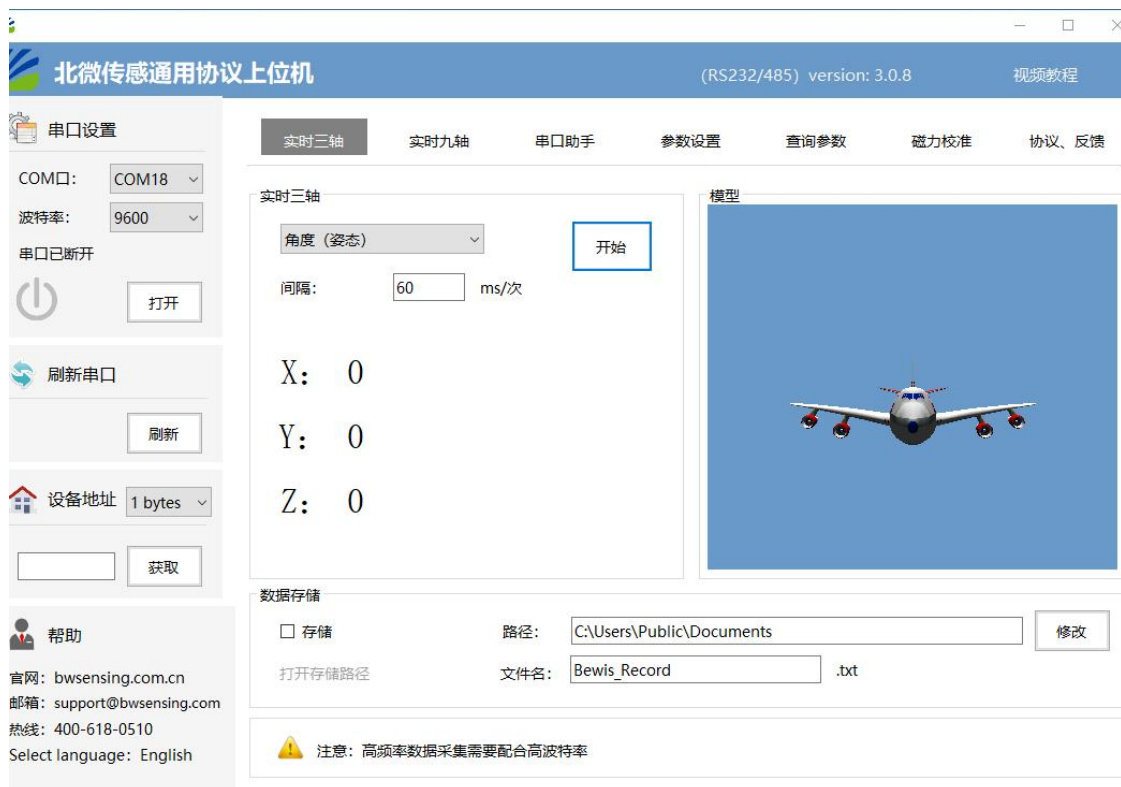 北微传感通用协议上位机
(RS232/485) version: 3.0.8
视频教程
串口设置
COM口: COM18
波特率: 9600
串口已断开
打开
刷新串口
刷新
设备地址 1 bytes
获取
帮助
官网: bwsensing.com.cn
邮箱: support@bwsensing.com
热线: 400-618-0510
Select language: English
实时三轴 实时九轴 串口助手 参数设置 查询参数 磁力校准 协议、反馈
实时三轴
角度（姿态）
开始
间隔: 60 ms/次
X: 0
Y: 0
Z: 0
模型
数据存储
存储 路径: C:\Users\Public\Documents 修改
打开存储路径 文件名: Bewis_Record .txt
注意: 高频率数据采集需要配合高波特率